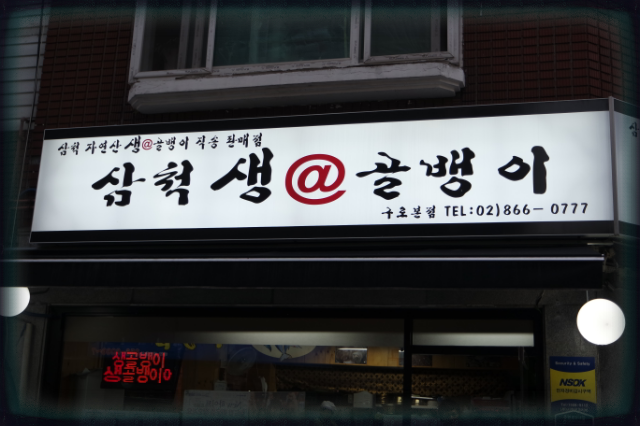 삼척 자연산 생@골뱅이 직송 판매점
삼척 생@골뱅이
구로본점 TEL:02)866-0777
생골뱅이
생골뱅이
NSOK